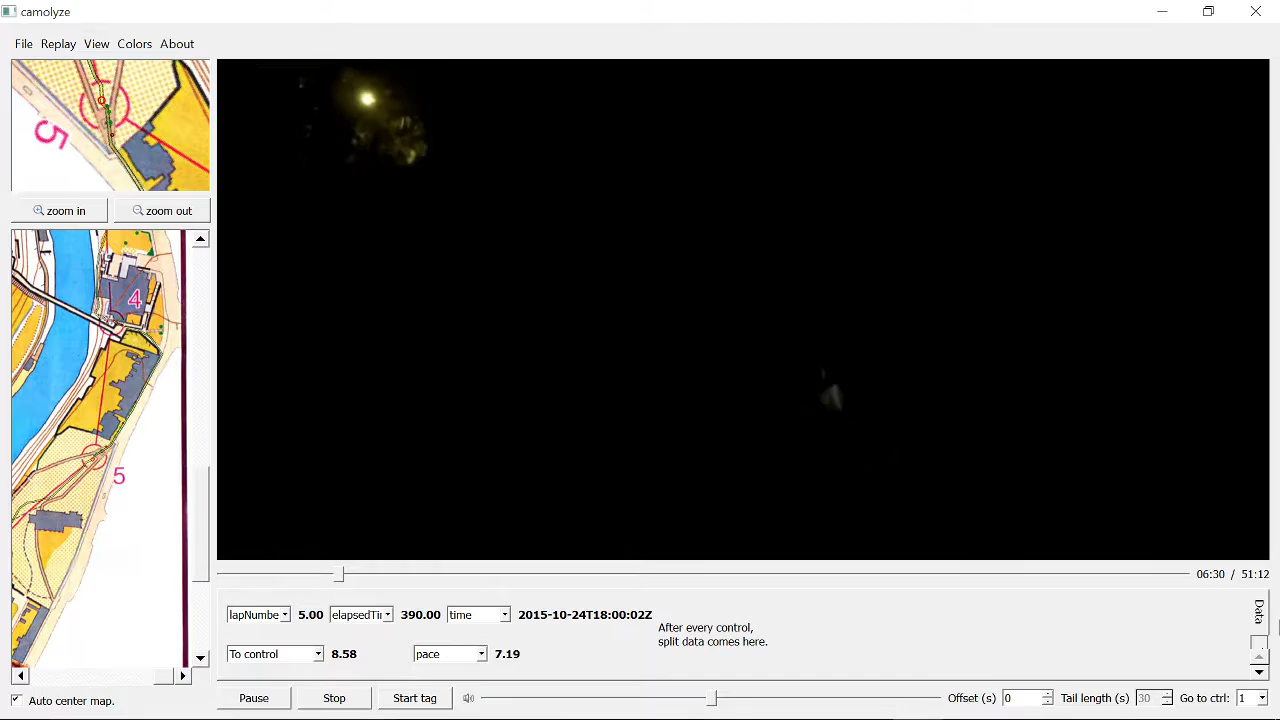 camolyze
File Replay View Colors About
5
zoom in zoom out
4
5
06:30 / 51:12
lapNumbe 5.00 elapsedTi 390.00 time 2015-10-24T18:00:02Z
After every control,
split data comes here.
To control 8.58 pace 7.19
Data
Auto center map.
Pause Stop Start tag Offset (s) 0 Tail length (s) 30 Go to ctrl: 1